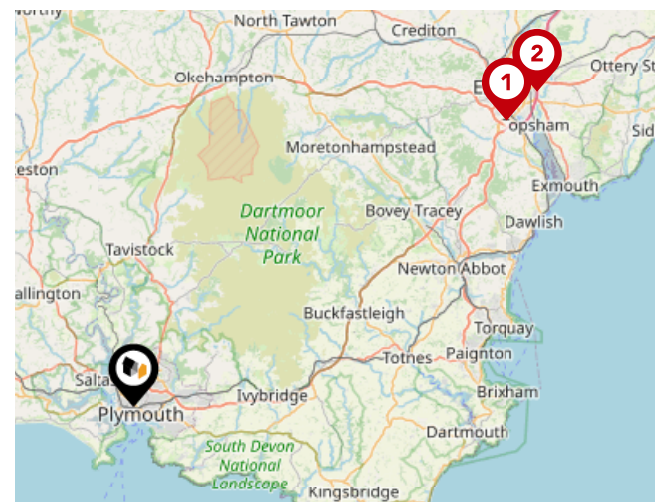 North Tawton
Crediton
2
Ottery St
Okehampton
1
opsham
Sid
Moretonhampstead
eston
Exmouth
Dartmoor
National
Park
Bovey Tracey
Dawlish
Tavistock
Newton Abbot
allington
Buckfastleigh
Torquay
Totnes
Paignton
Salta
Ivybridge
Brixham
Plymouth
Dartmouth
South Devon
National
Landscape
Kingsbridge